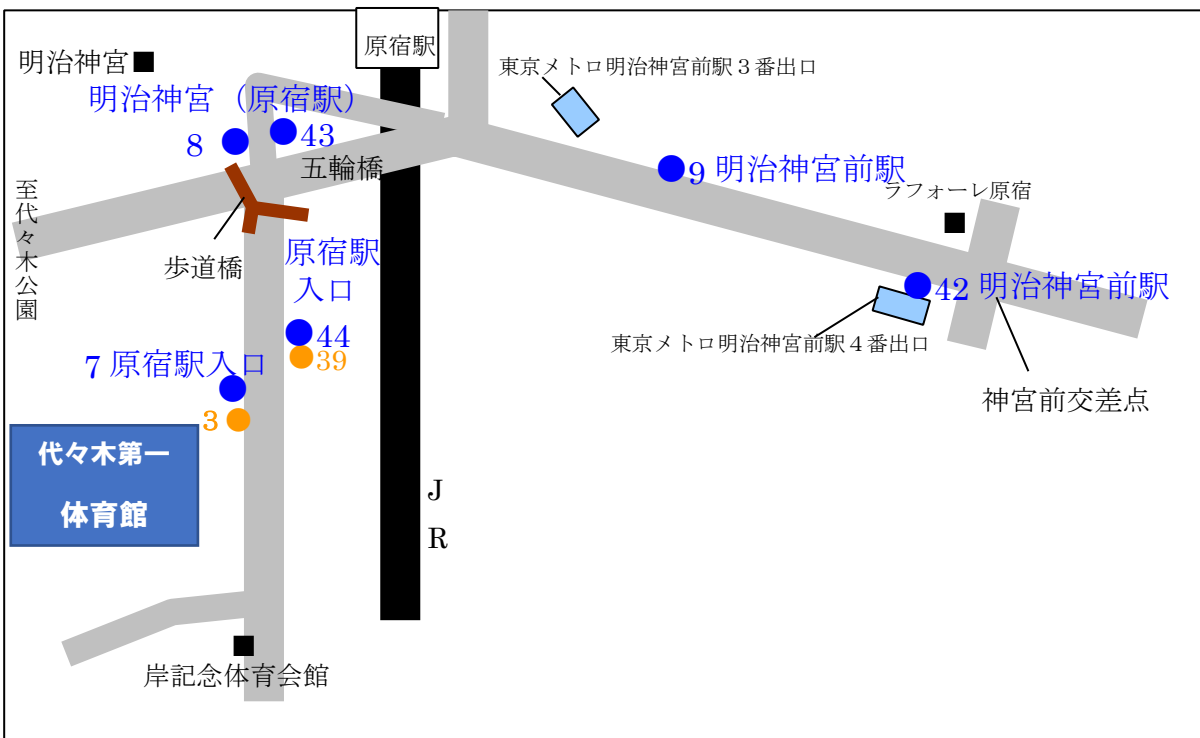 原宿駅
明治神宮
東京メトロ明治神宮前駅３番出口
明治神宮（原宿駅）
8
43
五輪橋
9 明治神宮前駅
ラフォーレ原宿
至代々木公園
歩道橋
原宿駅
入口
42 明治神宮前駅
44
39
東京メトロ明治神宮前駅４番出口
7 原宿駅入口
神宮前交差点
3
代々木第一
体育館
J
R
岸記念体育会館